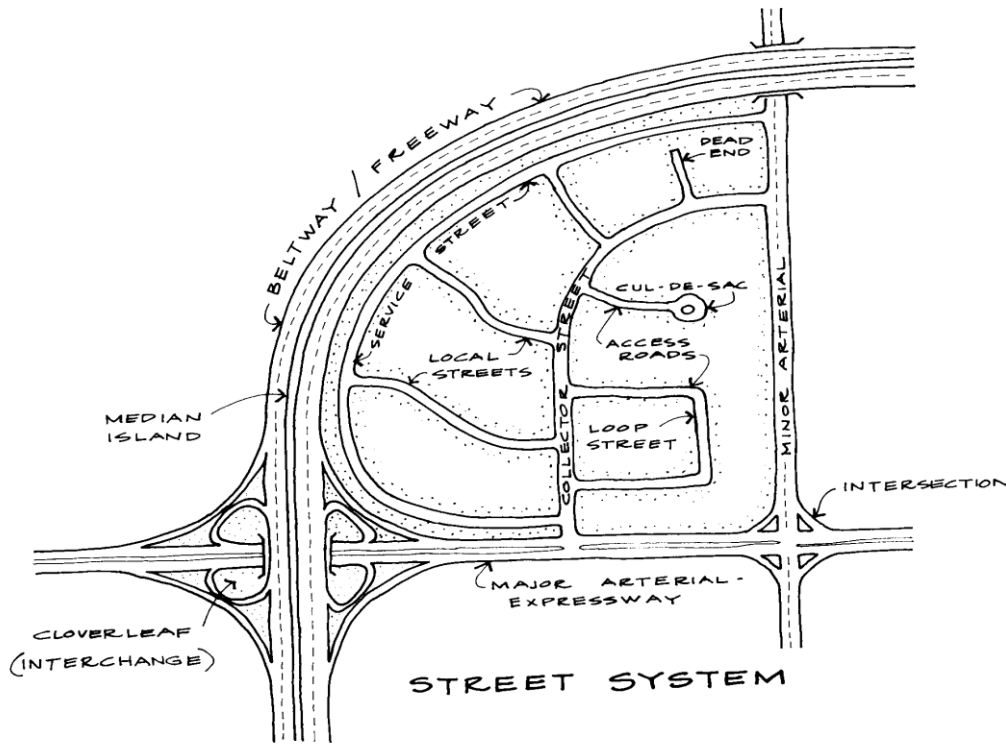 BELTWAY / FREEWAY
DEAD
END
SERVICE STREET
CUL-DE-SAC
ACCESS
ROADS
LOCAL
STREETS
COLLECTOR STREET
LOOP
STREET
MINOR ARTERIAL
MEDIAN
ISLAND
INTERSECTION
MAJOR ARTERIAL-
EXPRESSWAY
CLOVERLEAF
(INTERCHANGE)
STREET SYSTEM